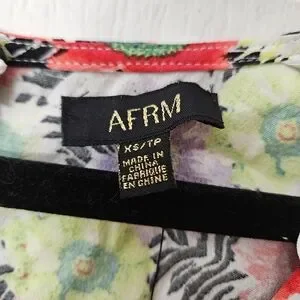 AFRM
XS/TP
MADE IN
CHINA
FABRIQUE
EN CHINE